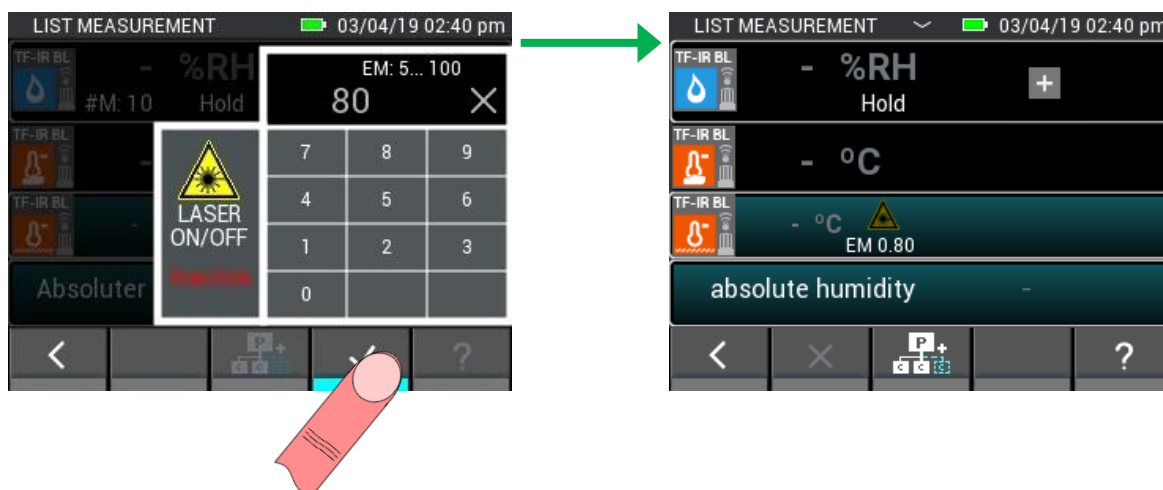 LIST MEASUREMENT 03/04/19 02:40 pm
TF-IR BL
- %RH
#M: 10 Hold
EM: 5... 100
80
TF-IR BL
-
7 8 9
4 5 6
1 2 3
0
LASER
ON/OFF
Inactive
TF-IR BL
-
Absoluter
P
+
C C
?
LIST MEASUREMENT 03/04/19 02:40 pm
TF-IR BL
- %RH
Hold
+
TF-IR BL
- °C
TF-IR BL
- °C
EM 0.80
absolute humidity -
P
+
C C C
?